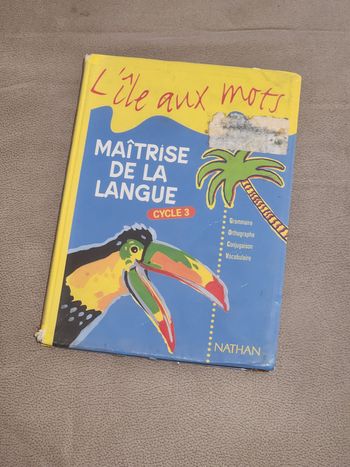 L'île aux mots
MAÎTRISE
DE LA
LANGUE
CYCLE 3
Grammaire
Orthographe
Conjugaison
Vocabulaire
NATHAN